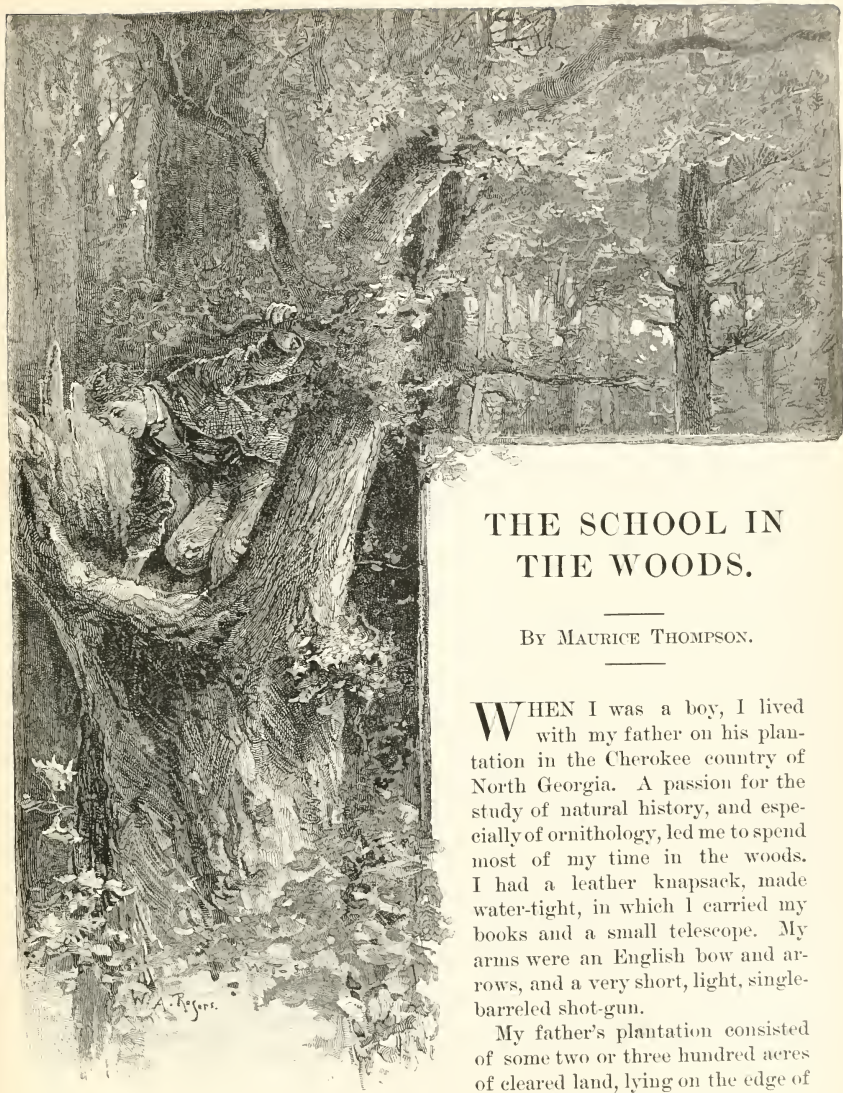 THE SCHOOL IN
THE WOODS.
BY MAURICE THOMPSON.
WHEN I was a boy, I lived
with my father on his plan-
tation in the Cherokee country of
North Georgia. A passion for the
study of natural history, and espe-
cially of ornithology, led me to spend
most of my time in the woods.
I had a leather knapsack, made
water-tight, in which I carried my
books and a small telescope. My
arms were an English bow and ar-
rows, and a very short, light, single-
barreled shot-gun.
My father's plantation consisted
of some two or three hundred acres
of cleared land, lying on the edge of
W. A. Rogers.